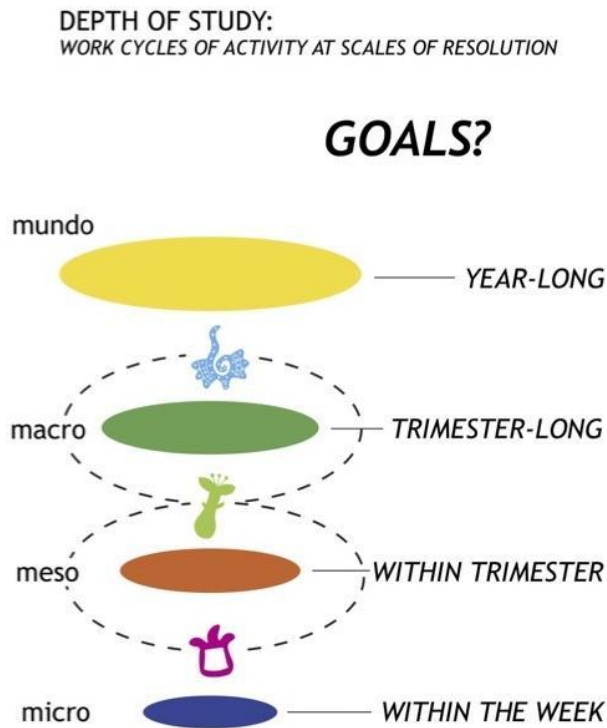 DEPTH OF STUDY:
WORK CYCLES OF ACTIVITY AT SCALES OF RESOLUTION
GOALS?
mundo
YEAR-LONG
macro
TRIMESTER-LONG
meso
WITHIN TRIMESTER
micro
WITHIN THE WEEK